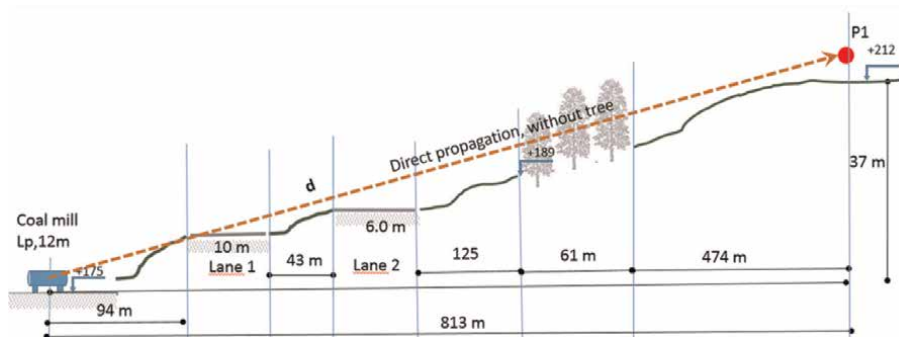 P1
+212
Direct propagation, without tree
+189
37 m
d
6.0 m
Coal mill
Lp,12m
10 m
Lane 1
43 m
Lane 2
125
61 m
474 m
+175
94 m
813 m